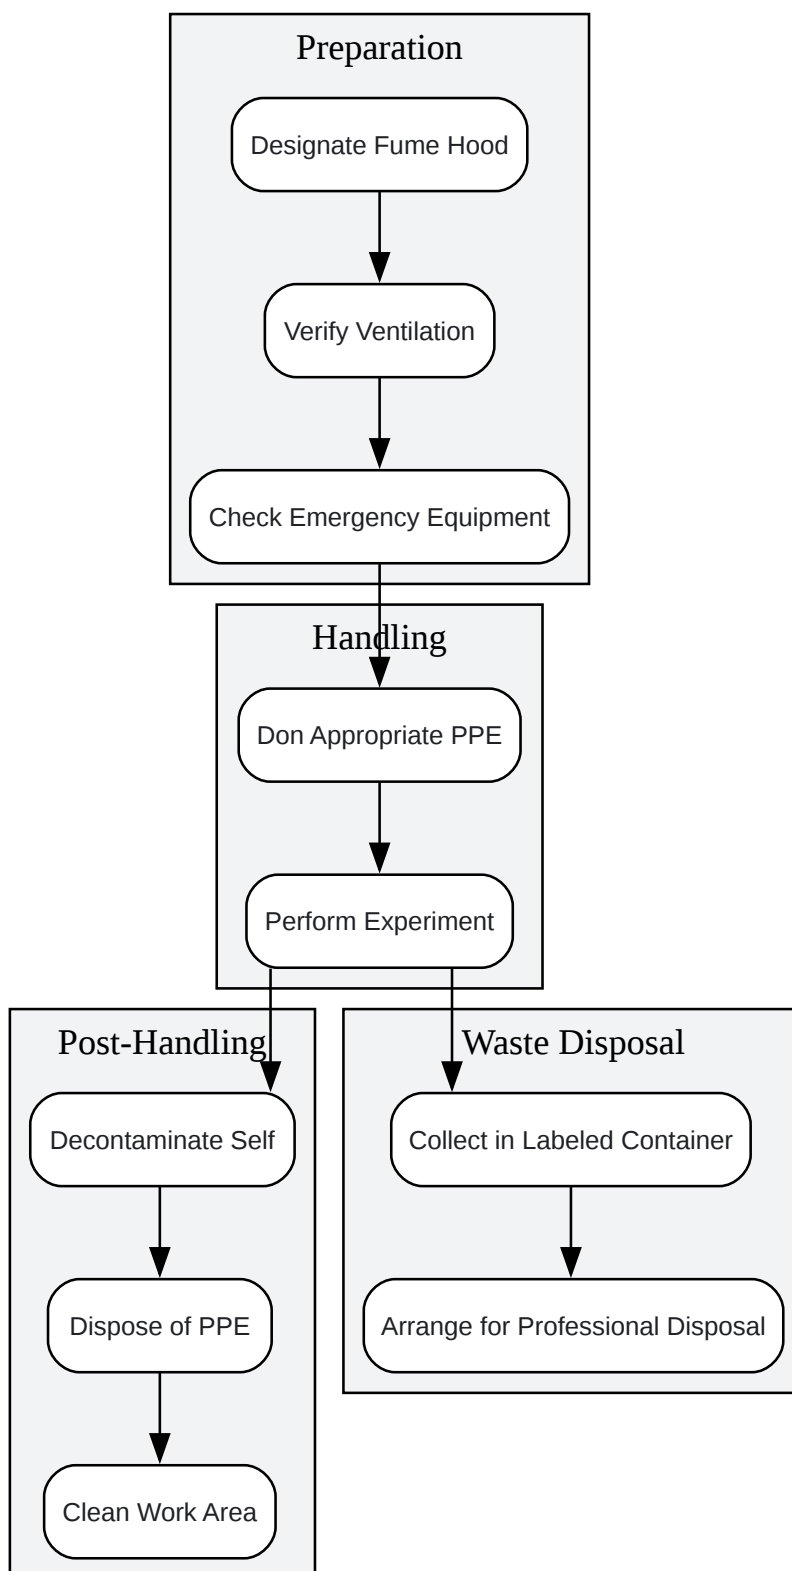 Preparation
Designate Fume Hood
Verify Ventilation
Check Emergency Equipment
Handling
Don Appropriate PPE
Perform Experiment
Post-Handling
Decontaminate Self
Dispose of PPE
Clean Work Area
Waste Disposal
Collect in Labeled Container
Arrange for Professional Disposal